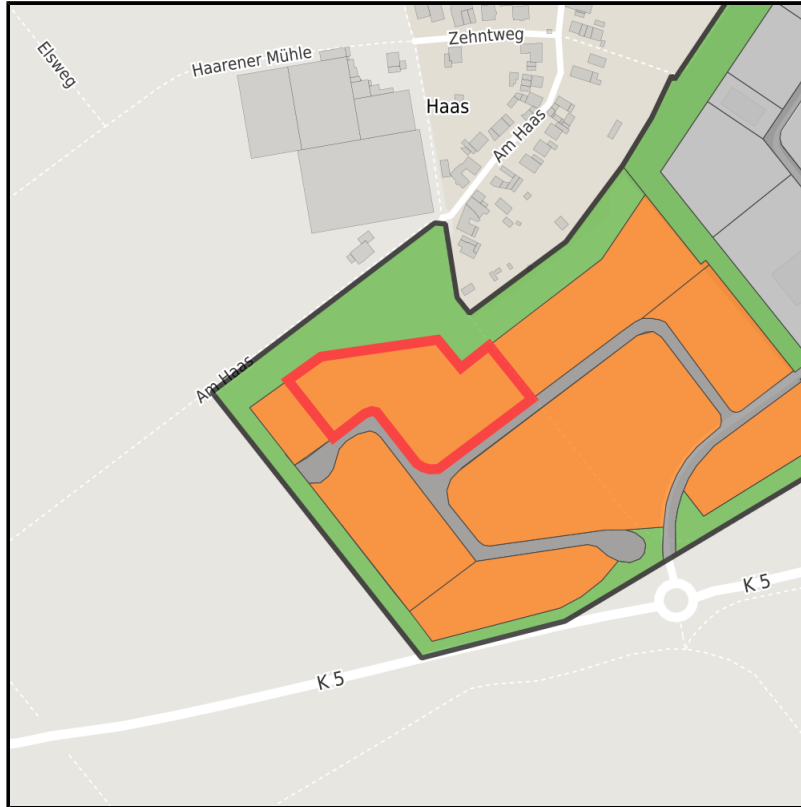 Elsweg
Haarener Mühle
Zehntweg
Haas
Am Haas
Am Haas
K 5
K 5